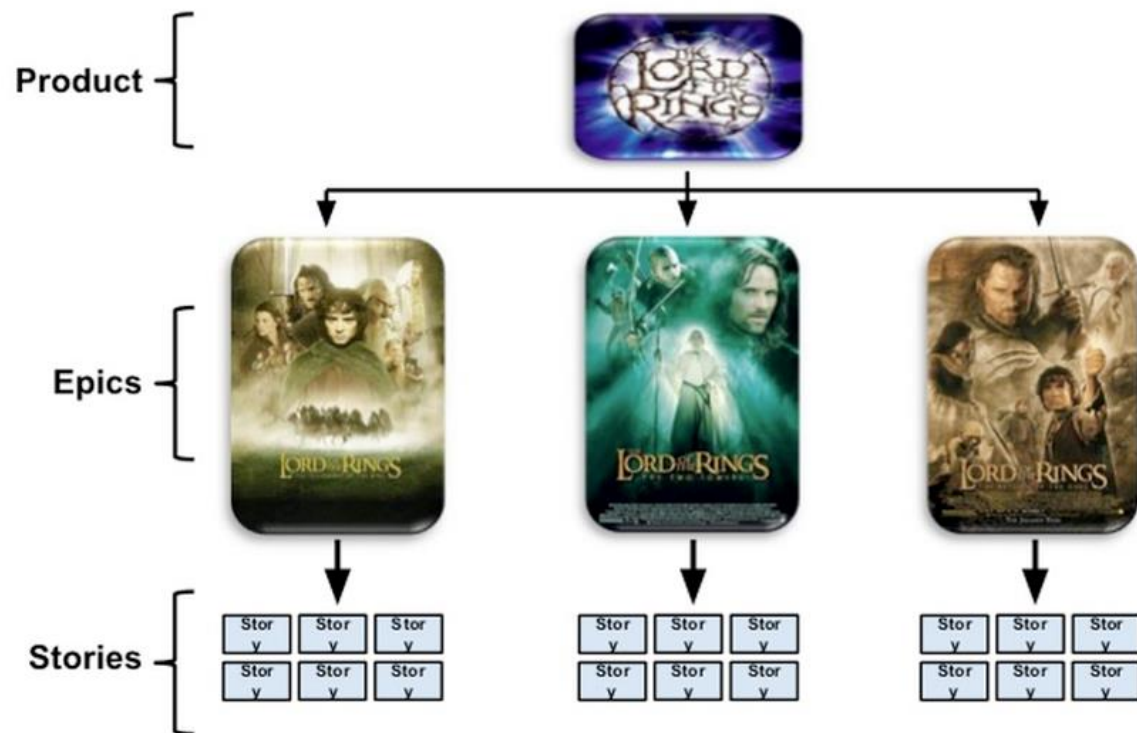 Product
THE
LORD
OF THE
RINGS
Epics
LORD OF THE RINGS
THE LORD OF THE RINGS
THE TWO TOWERS
LORD OF THE RINGS
Stories
Stor
y
Stor
y
Stor
y
Stor
y
Stor
y
Stor
y
Stor
y
Stor
y
Stor
y
Stor
y
Stor
y
Stor
y
Stor
y
Stor
y
Stor
y
Stor
y
Stor
y
Stor
y